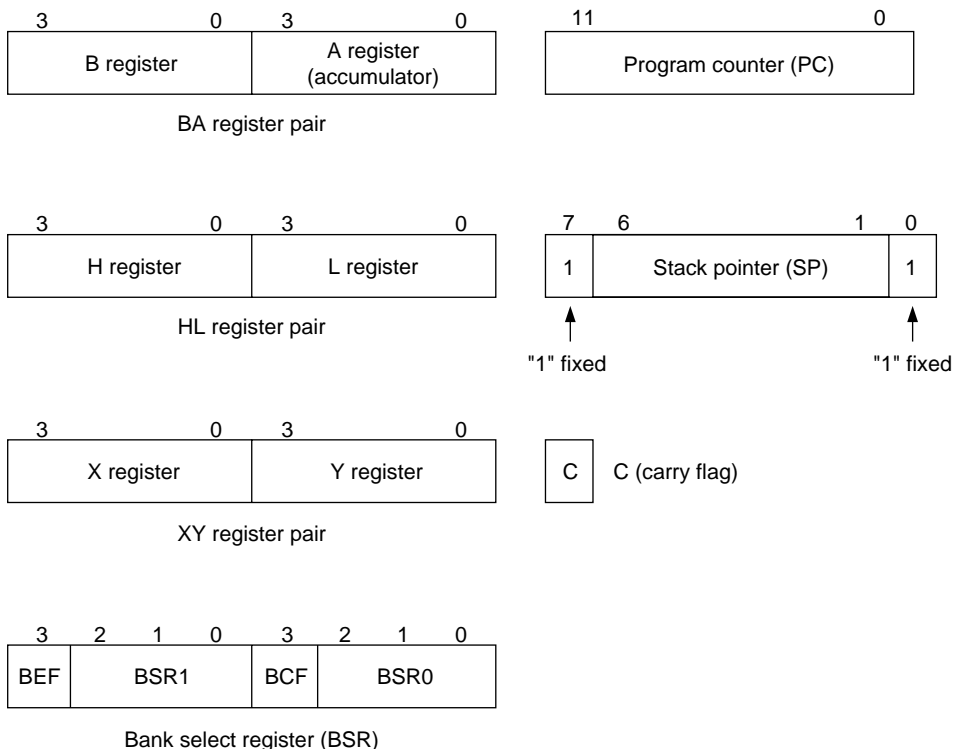 3 0 3 0
B register
A register
(accumulator)
BA register pair
11 0
Program counter (PC)
3 0 3 0
H register
L register
HL register pair
7 6 1 0
1
Stack pointer (SP)
1
"1" fixed
"1" fixed
3 0 3 0
X register
Y register
XY register pair
C
C (carry flag)
3 2 1 0 3 2 1 0
BEF
BSR1
BCF
BSR0
Bank select register (BSR)